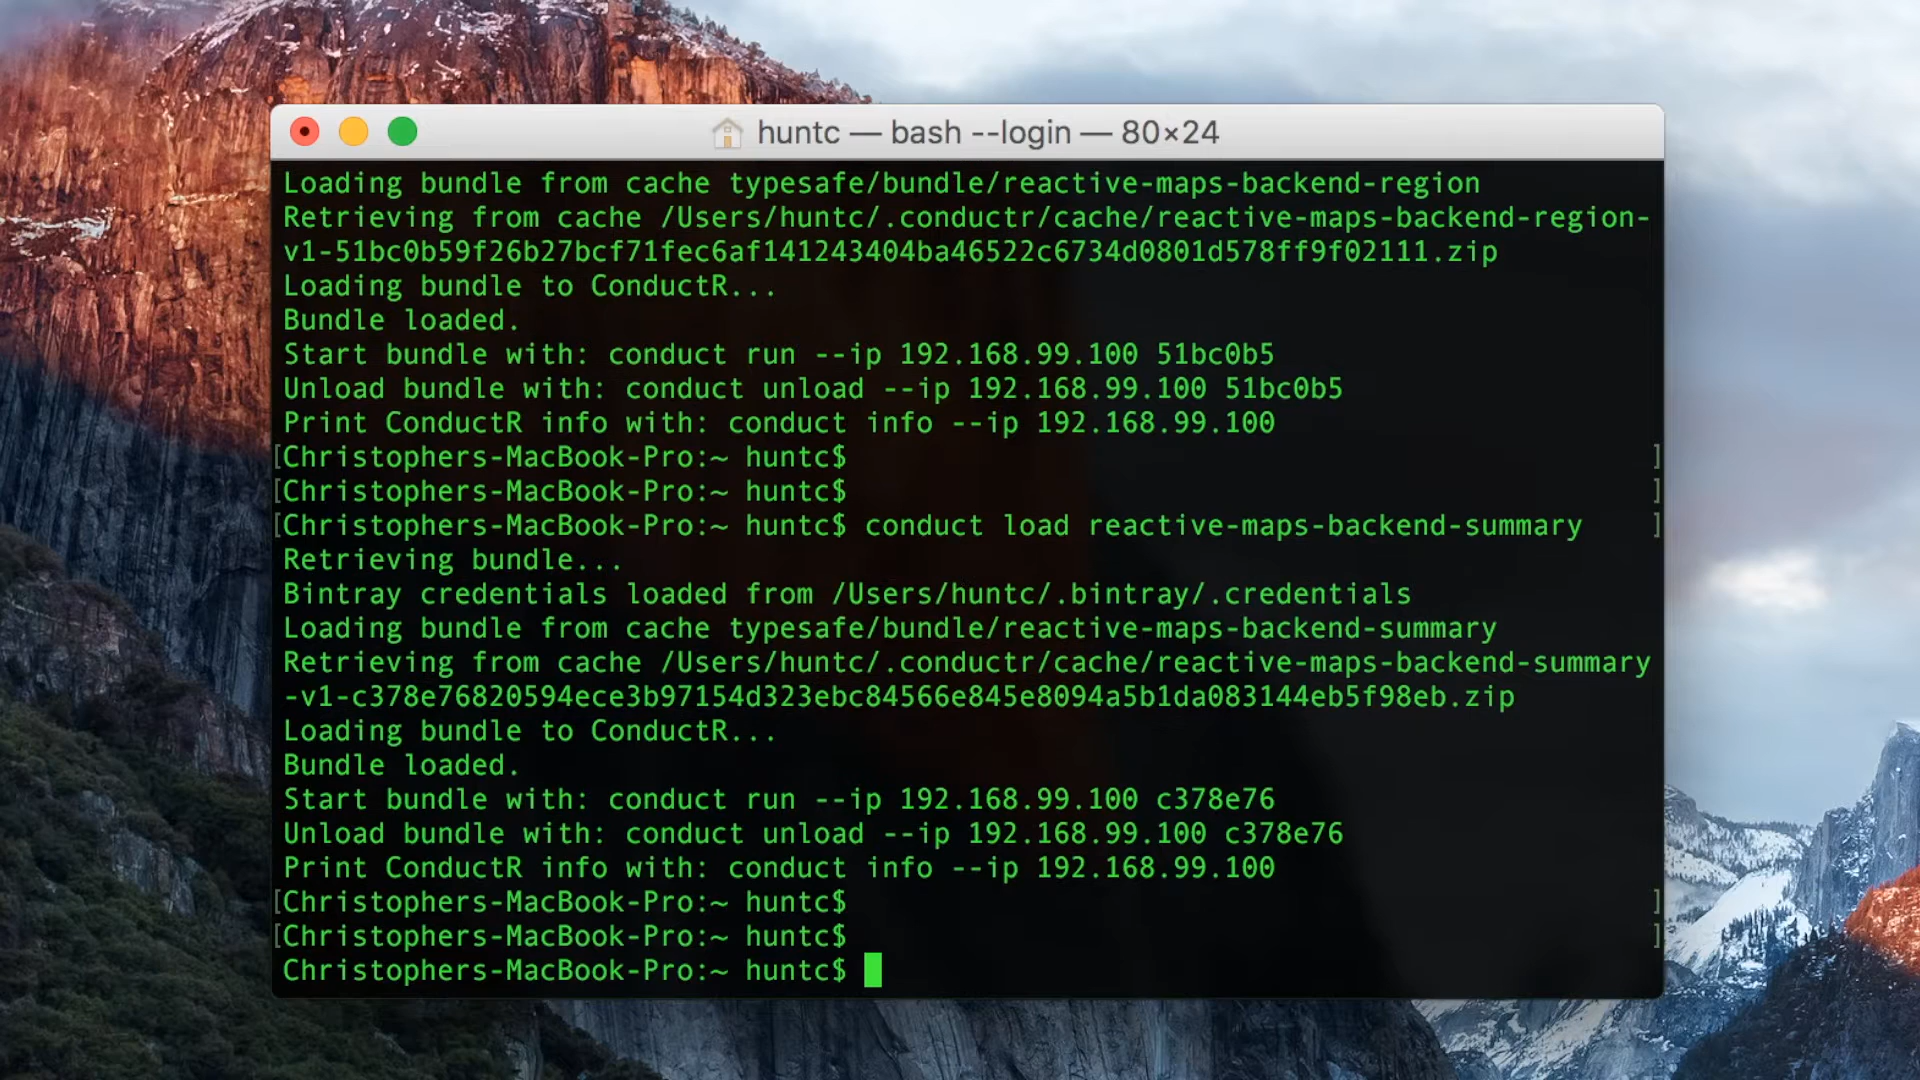 huntc — bash --login — 80×24
Loading bundle from cache typesafe/bundle/reactive-maps-backend-region
Retrieving from cache /Users/huntc/.conductr/cache/reactive-maps-backend-region-
v1-51bc0b59f26b27bcf71fec6af141243404ba46522c6734d0801d578ff9f02111.zip
Loading bundle to ConductR...
Bundle loaded.
Start bundle with: conduct run --ip 192.168.99.100 51bc0b5
Unload bundle with: conduct unload --ip 192.168.99.100 51bc0b5
Print ConductR info with: conduct info --ip 192.168.99.100
[Christophers-MacBook-Pro:~ huntc$ ]
[Christophers-MacBook-Pro:~ huntc$ ]
[Christophers-MacBook-Pro:~ huntc$ conduct load reactive-maps-backend-summary ]
Retrieving bundle...
Bintray credentials loaded from /Users/huntc/.bintray/.credentials
Loading bundle from cache typesafe/bundle/reactive-maps-backend-summary
Retrieving from cache /Users/huntc/.conductr/cache/reactive-maps-backend-summary
-v1-c378e76820594ece3b97154d323ebc84566e845e8094a5b1da083144eb5f98eb.zip
Loading bundle to ConductR...
Bundle loaded.
Start bundle with: conduct run --ip 192.168.99.100 c378e76
Unload bundle with: conduct unload --ip 192.168.99.100 c378e76
Print ConductR info with: conduct info --ip 192.168.99.100
[Christophers-MacBook-Pro:~ huntc$ ]
[Christophers-MacBook-Pro:~ huntc$ ]
Christophers-MacBook-Pro:~ huntc$